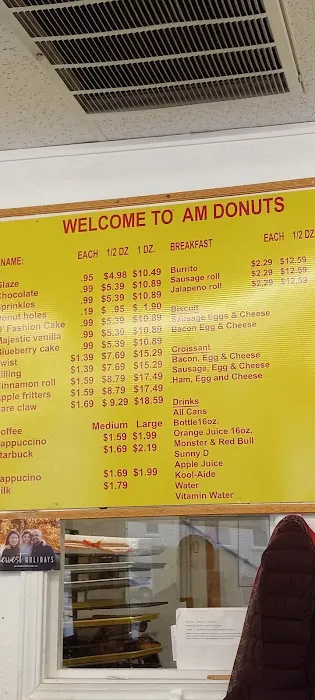 WELCOME TO AM DONUTS
NAME: EACH 1/2 DZ 1 DZ.
laze .95 $4.98 $10.49
hocolate .99 $5.39 $10.89
prinkles .99 $5.39 $10.89
onut holes .19 $ .95 $ 1.90
' Fashion Cake .99 $5.39 $10.89
ajestic vanilla .99 $5.39 $10.89
lueberry cake .99 $5.39 $10.89
wist $1.39 $7.69 $15.29
illing $1.39 $7.69 $15.29
innamon roll $1.59 $8.79 $17.49
pple fritters $1.59 $8.79 $17.49
are claw $1.69 $ 9.29 $18.59
Medium Large
offee $1.59 $1.99
appuccino $1.69 $2.19
tarbuck
appuccino $1.69 $1.99
ilk $1.79
BREAKFAST EACH 1/2 DZ
Burrito $2.29 $12.59
Sausage roll $2.29 $12.59
Jalapeno roll $2.29 $12.59
Biscuit
Sausage Eggs & Cheese
Bacon Egg & Cheese
Croissant
Bacon, Egg & Cheese
Sausage, Egg & Cheese
.Ham, Egg and Cheese
Drinks
All Cans
Bottle16oz.
Orange Juice 16oz.
Monster & Red Bull
Sunny D
Apple Juice
Kool-Aide
Water
Vitamin Water
HOLIDAYS